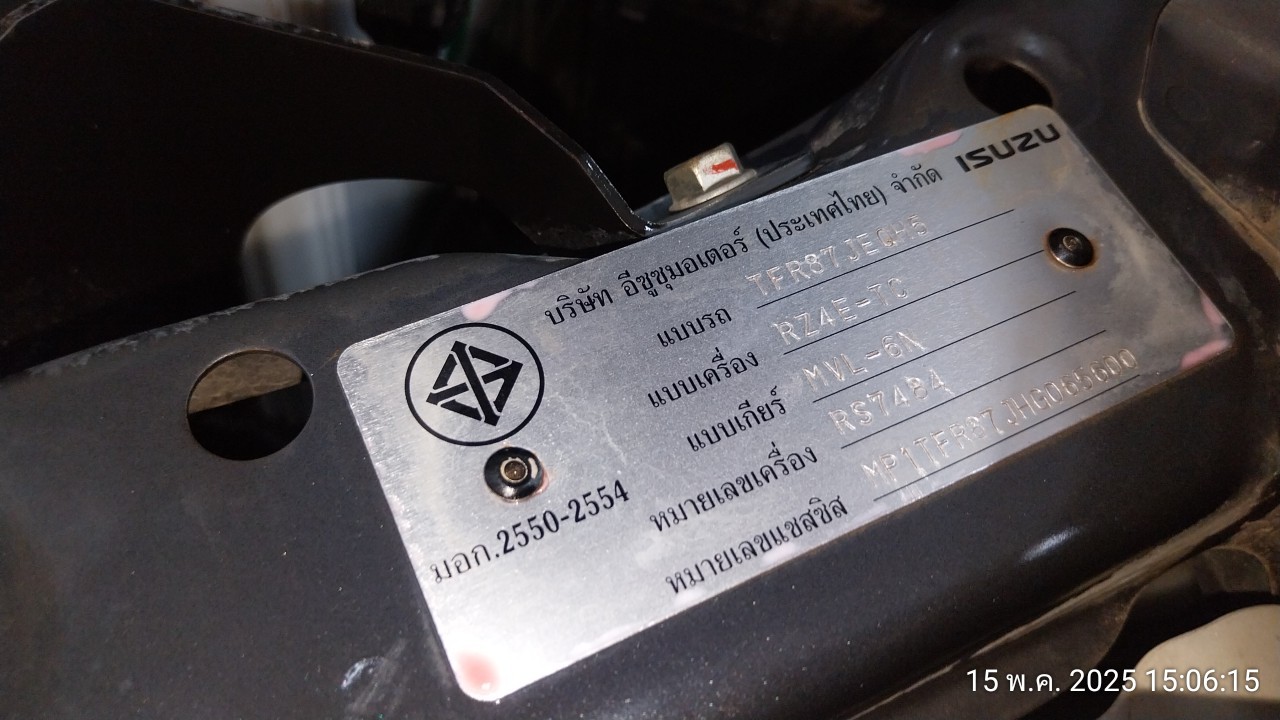 ISUZU
บริษัท อีซูซุมอเตอร์ (ประเทศไทย) จำกัด
แบบรถ TFR87JEQH5
แบบเครื่อง RZ4E-TC
แบบเกียร์ MVL-6N
หมายเลขเครื่อง RS7484
หมายเลขแชสซิส
มอก.2550-2554
15 พ.ค. 2025 15:06:15